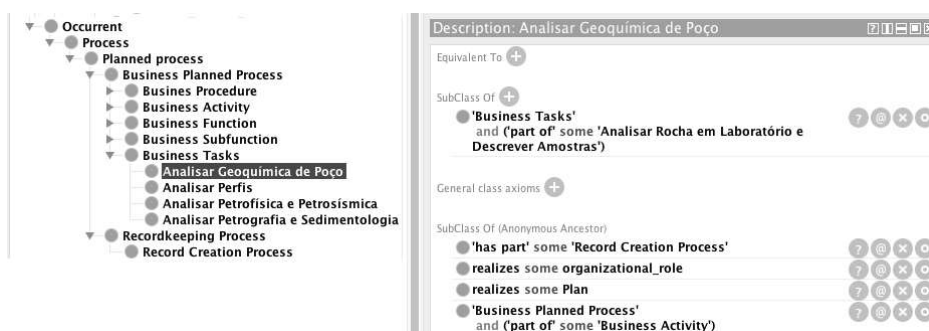 Occurrent
Process
Planned process
Business Planned Process
Busines Procedure
Business Activity
Business Function
Business Subfunction
Business Tasks
Analisar Geoquímica de Poço
Analisar Perfis
Analisar Petrofísica e Petrosísmica
Analisar Petrografia e Sedimentologia
Recordkeeping Process
Record Creation Process
Description: Analisar Geoquímica de Poço
Equivalent To
SubClass Of
'Business Tasks'
and ('part of' some 'Analisar Rocha em Laboratório e
Descrever Amostras')
General class axioms
SubClass Of (Anonymous Ancestor)
'has part' some 'Record Creation Process'
realizes some organizational_role
realizes some Plan
'Business Planned Process'
and ('part of' some 'Business Activity')